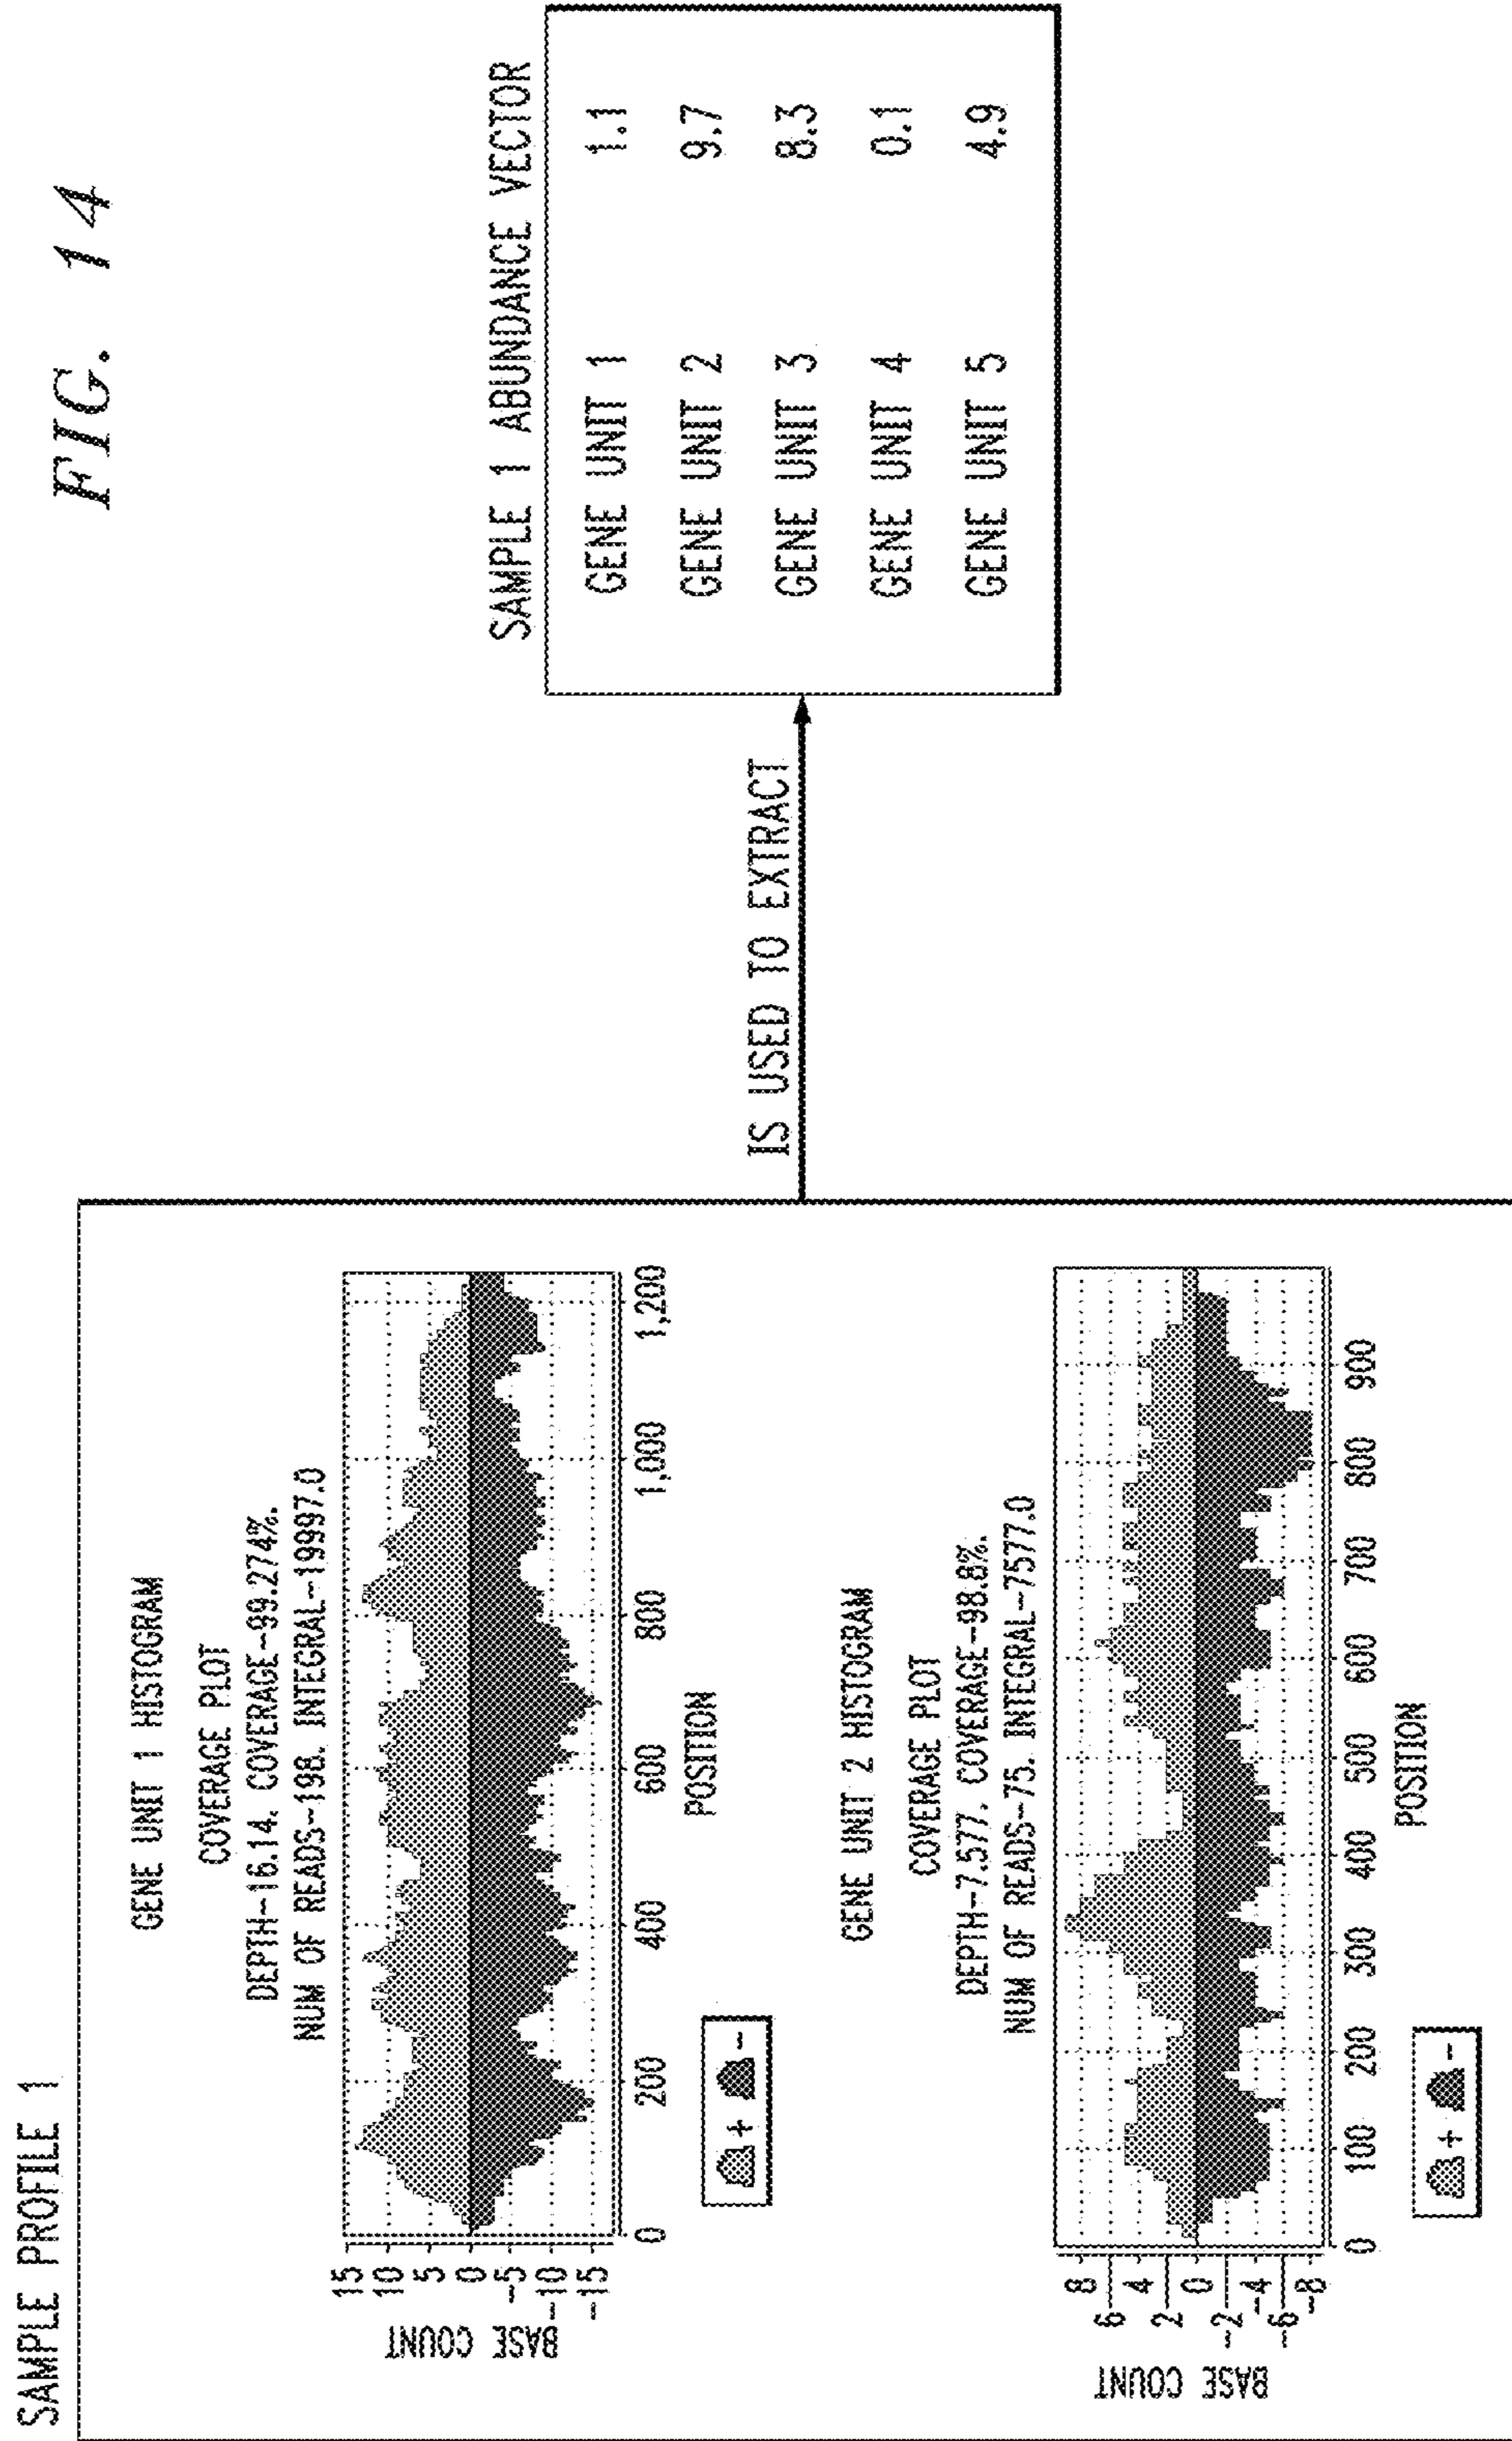 FIG. 14
SAMPLE PROFILE 1
GENE UNIT 1 HISTOGRAM
COVERAGE PLOT
DEPTH-16.14. COVERAGE-99.274%.
NUM OF READS-198. INTEGRAL-19997.0
BASE COUNT
15
10
5
0
-5
-10
-15
0 200 400 600 800 1,000 1,200
POSITION
+ -
GENE UNIT 2 HISTOGRAM
COVERAGE PLOT
DEPTH-7.577. COVERAGE-98.8%.
NUM OF READS-75. INTEGRAL-7577.0
BASE COUNT
8
6
4
2
0
-2
-4
-6
-8
0 100 200 300 400 500 600 700 800 900
POSITION
+ -
IS USED TO EXTRACT
SAMPLE 1 ABUNDANCE VECTOR
GENE UNIT 1 1.1
GENE UNIT 2 9.7
GENE UNIT 3 8.3
GENE UNIT 4 0.1
GENE UNIT 5 4.9